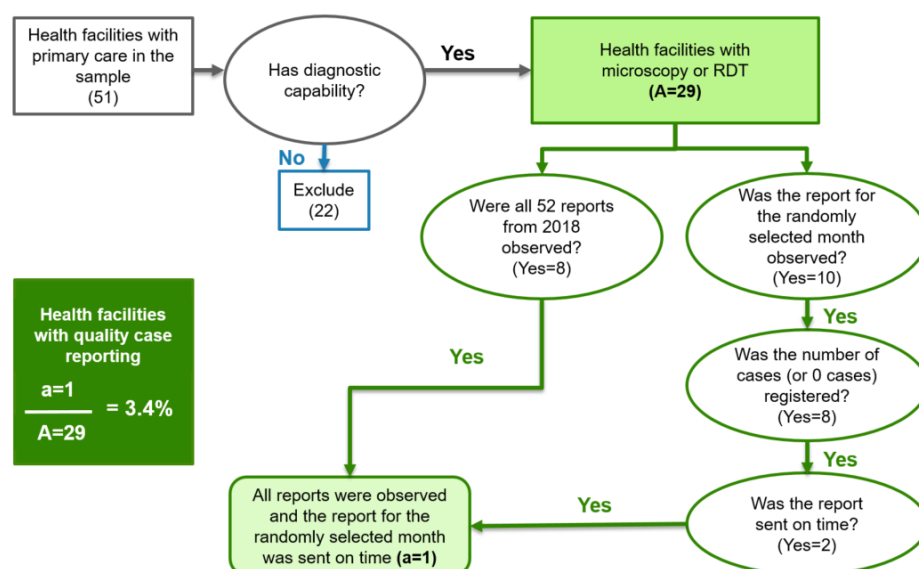 Health facilities with
primary care in the
sample
(51)
Has diagnostic
capability?
Yes
Health facilities with
microscopy or RDT
(A=29)
No
Exclude
(22)
Were all 52 reports
from 2018
observed?
(Yes=8)
Was the
report for
the
randomly
selected month
observed?
(Yes=10)
Yes
Was the number of
cases (or 0 cases)
registered?
(Yes=8)
Yes
Was the report
sent on time?
(Yes=2)
Yes
Yes
All reports were observed
and the report for the
randomly selected month
was sent on time (a=1)
Health facilities
with quality case
reporting
a=1
A=29
= 3.4%